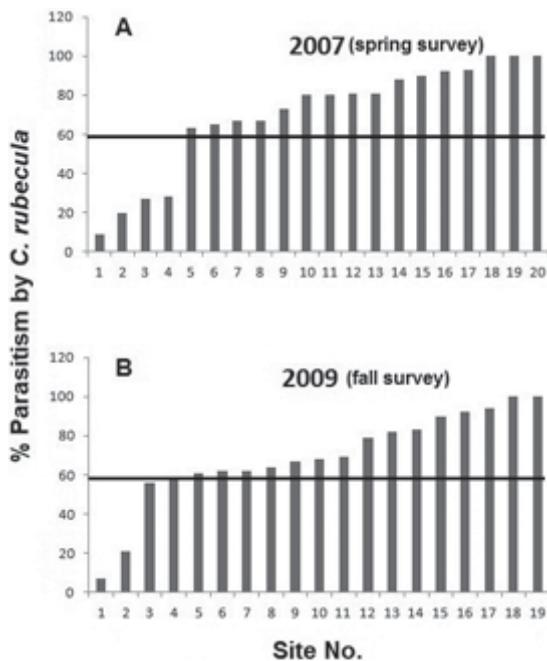 % Parasitism by C. rubecula
A
2007 (spring survey)
120
100
80
60
40
20
0
1 2 3 4 5 6 7 8 9 10 11 12 13 14 15 16 17 18 19 20
B
2009 (fall survey)
120
100
80
60
40
20
0
1 2 3 4 5 6 7 8 9 10 11 12 13 14 15 16 17 18 19
Site No.